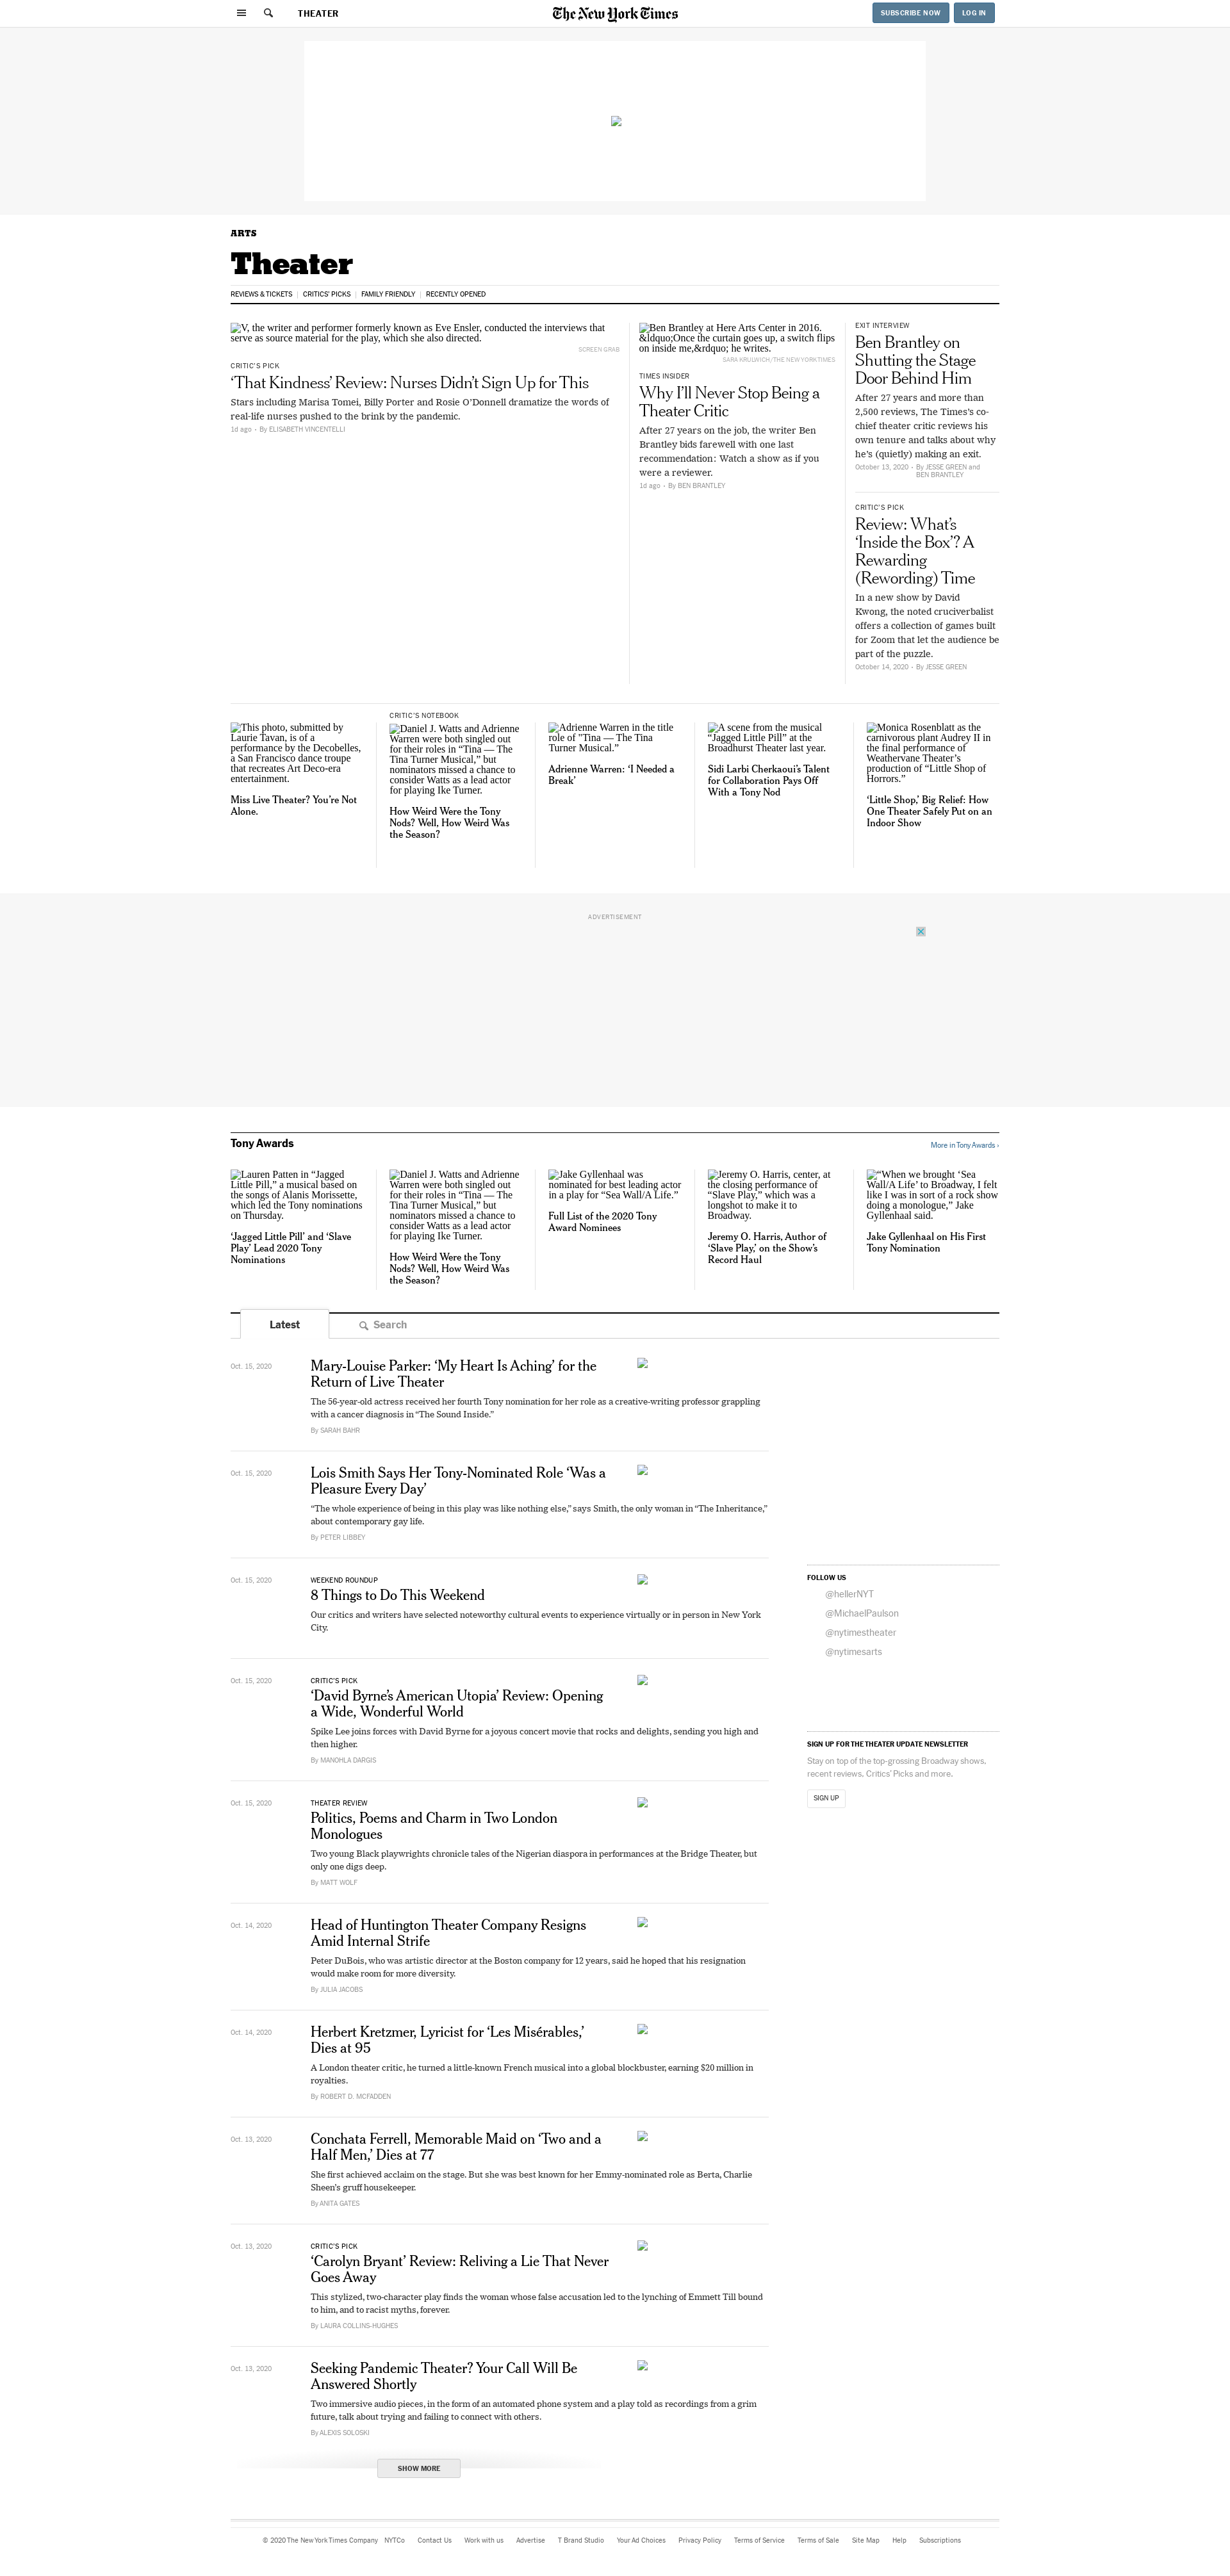 THEATER
The New York Times
SUBSCRIBE NOW
LOG IN
ARTS
Theater
REVIEWS & TICKETS
CRITICS' PICKS
FAMILY FRIENDLY
RECENTLY OPENED
V, the writer and performer formerly known as Eve Ensler, conducted the interviews that
serve as source material for the play, which she also directed.
SCREEN GRAB
CRITIC'S PICK
‘That Kindness’ Review: Nurses Didn’t Sign Up for This
Stars including Marisa Tomei, Billy Porter and Rosie O’Donnell dramatize the words of
real-life nurses pushed to the brink by the pandemic.
1d ago • By ELISABETH VINCENTELLI
Ben Brantley at Here Arts Center in 2016.
&ldquo;Once the curtain goes up, a switch flips
on inside me,&rdquo; he writes.
SARA KRULWICH/THE NEW YORK TIMES
TIMES INSIDER
Why I’ll Never Stop Being a
Theater Critic
After 27 years on the job, the writer Ben
Brantley bids farewell with one last
recommendation: Watch a show as if you
were a reviewer.
1d ago • By BEN BRANTLEY
EXIT INTERVIEW
Ben Brantley on
Shutting the Stage
Door Behind Him
After 27 years and more than
2,500 reviews, The Times’s co-
chief theater critic reviews his
own tenure and talks about why
he’s (quietly) making an exit.
October 13, 2020 • By JESSE GREEN and
BEN BRANTLEY
CRITIC'S PICK
Review: What’s
‘Inside the Box’? A
Rewarding
(Rewording) Time
In a new show by David
Kwong, the noted cruciverbalist
offers a collection of games built
for Zoom that let the audience be
part of the puzzle.
October 14, 2020 • By JESSE GREEN
This photo, submitted by
Laurie Tavan, is of a
performance by the Decobelles,
a San Francisco dance troupe
that recreates Art Deco-era
entertainment.
Miss Live Theater? You’re Not
Alone.
CRITIC'S NOTEBOOK
Daniel J. Watts and Adrienne
Warren were both singled out
for their roles in “Tina — The
Tina Turner Musical,” but
nominators missed a chance to
consider Watts as a lead actor
for playing Ike Turner.
How Weird Were the Tony
Nods? Well, How Weird Was
the Season?
Adrienne Warren in the title
role of "Tina — The Tina
Turner Musical.”
Adrienne Warren: ‘I Needed a
Break’
A scene from the musical
“Jagged Little Pill” at the
Broadhurst Theater last year.
Sidi Larbi Cherkaoui’s Talent
for Collaboration Pays Off
With a Tony Nod
Monica Rosenblatt as the
carnivorous plant Audrey II in
the final performance of
Weathervane Theater’s
production of “Little Shop of
Horrors.”
‘Little Shop,’ Big Relief: How
One Theater Safely Put on an
Indoor Show
ADVERTISEMENT
Tony Awards
More in Tony Awards ›
Lauren Patten in “Jagged
Little Pill,” a musical based on
the songs of Alanis Morissette,
which led the Tony nominations
on Thursday.
‘Jagged Little Pill’ and ‘Slave
Play’ Lead 2020 Tony
Nominations
Daniel J. Watts and Adrienne
Warren were both singled out
for their roles in “Tina — The
Tina Turner Musical,” but
nominators missed a chance to
consider Watts as a lead actor
for playing Ike Turner.
How Weird Were the Tony
Nods? Well, How Weird Was
the Season?
Jake Gyllenhaal was
nominated for best leading actor
in a play for “Sea Wall/A Life.”
Full List of the 2020 Tony
Award Nominees
Jeremy O. Harris, center, at
the closing performance of
“Slave Play,” which was a
longshot to make it to
Broadway.
Jeremy O. Harris, Author of
‘Slave Play,’ on the Show’s
Record Haul
“When we brought ‘Sea
Wall/A Life’ to Broadway, I felt
like I was in sort of a rock show
doing a monologue,” Jake
Gyllenhaal said.
Jake Gyllenhaal on His First
Tony Nomination
Latest
Search
Oct. 15, 2020
Mary-Louise Parker: ‘My Heart Is Aching’ for the
Return of Live Theater
The 56-year-old actress received her fourth Tony nomination for her role as a creative-writing professor grappling
with a cancer diagnosis in “The Sound Inside.”
By SARAH BAHR
Oct. 15, 2020
Lois Smith Says Her Tony-Nominated Role ‘Was a
Pleasure Every Day’
“The whole experience of being in this play was like nothing else,” says Smith, the only woman in “The Inheritance,”
about contemporary gay life.
By PETER LIBBEY
Oct. 15, 2020
WEEKEND ROUNDUP
8 Things to Do This Weekend
Our critics and writers have selected noteworthy cultural events to experience virtually or in person in New York
City.
Oct. 15, 2020
CRITIC'S PICK
‘David Byrne’s American Utopia’ Review: Opening
a Wide, Wonderful World
Spike Lee joins forces with David Byrne for a joyous concert movie that rocks and delights, sending you high and
then higher.
By MANOHLA DARGIS
Oct. 15, 2020
THEATER REVIEW
Politics, Poems and Charm in Two London
Monologues
Two young Black playwrights chronicle tales of the Nigerian diaspora in performances at the Bridge Theater, but
only one digs deep.
By MATT WOLF
Oct. 14, 2020
Head of Huntington Theater Company Resigns
Amid Internal Strife
Peter DuBois, who was artistic director at the Boston company for 12 years, said he hoped that his resignation
would make room for more diversity.
By JULIA JACOBS
Oct. 14, 2020
Herbert Kretzmer, Lyricist for ‘Les Misérables,’
Dies at 95
A London theater critic, he turned a little-known French musical into a global blockbuster, earning $20 million in
royalties.
By ROBERT D. MCFADDEN
Oct. 13, 2020
Conchata Ferrell, Memorable Maid on ‘Two and a
Half Men,’ Dies at 77
She first achieved acclaim on the stage. But she was best known for her Emmy-nominated role as Berta, Charlie
Sheen’s gruff housekeeper.
By ANITA GATES
Oct. 13, 2020
CRITIC'S PICK
‘Carolyn Bryant’ Review: Reliving a Lie That Never
Goes Away
This stylized, two-character play finds the woman whose false accusation led to the lynching of Emmett Till bound
to him, and to racist myths, forever.
By LAURA COLLINS-HUGHES
Oct. 13, 2020
Seeking Pandemic Theater? Your Call Will Be
Answered Shortly
Two immersive audio pieces, in the form of an automated phone system and a play told as recordings from a grim
future, talk about trying and failing to connect with others.
By ALEXIS SOLOSKI
SHOW MORE
FOLLOW US
@hellerNYT
@MichaelPaulson
@nytimestheater
@nytimesarts
SIGN UP FOR THE THEATER UPDATE NEWSLETTER
Stay on top of the top-grossing Broadway shows,
recent reviews, Critics’ Picks and more.
SIGN UP
© 2020 The New York Times Company
NYTCo
Contact Us
Work with us
Advertise
T Brand Studio
Your Ad Choices
Privacy Policy
Terms of Service
Terms of Sale
Site Map
Help
Subscriptions